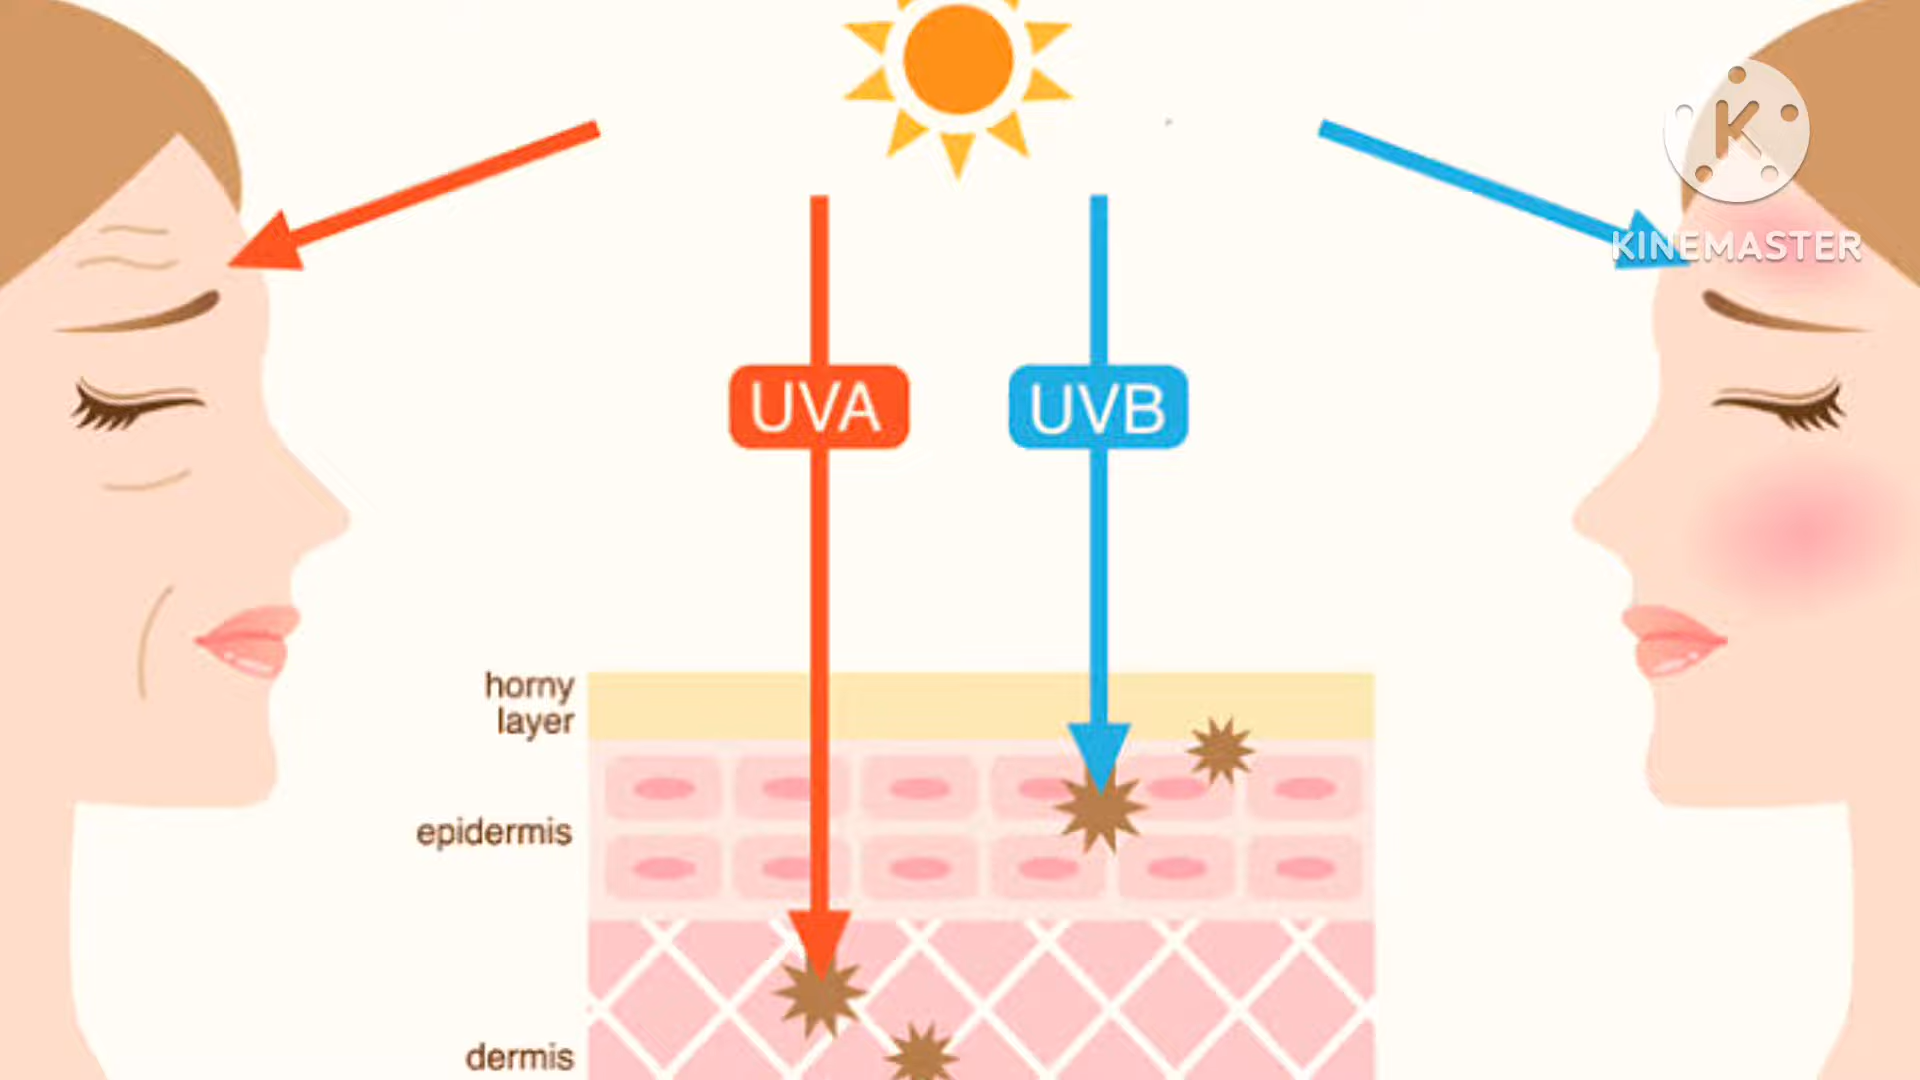 K
KINEMASTER
UVA
UVB
horny
layer
epidermis
dermis